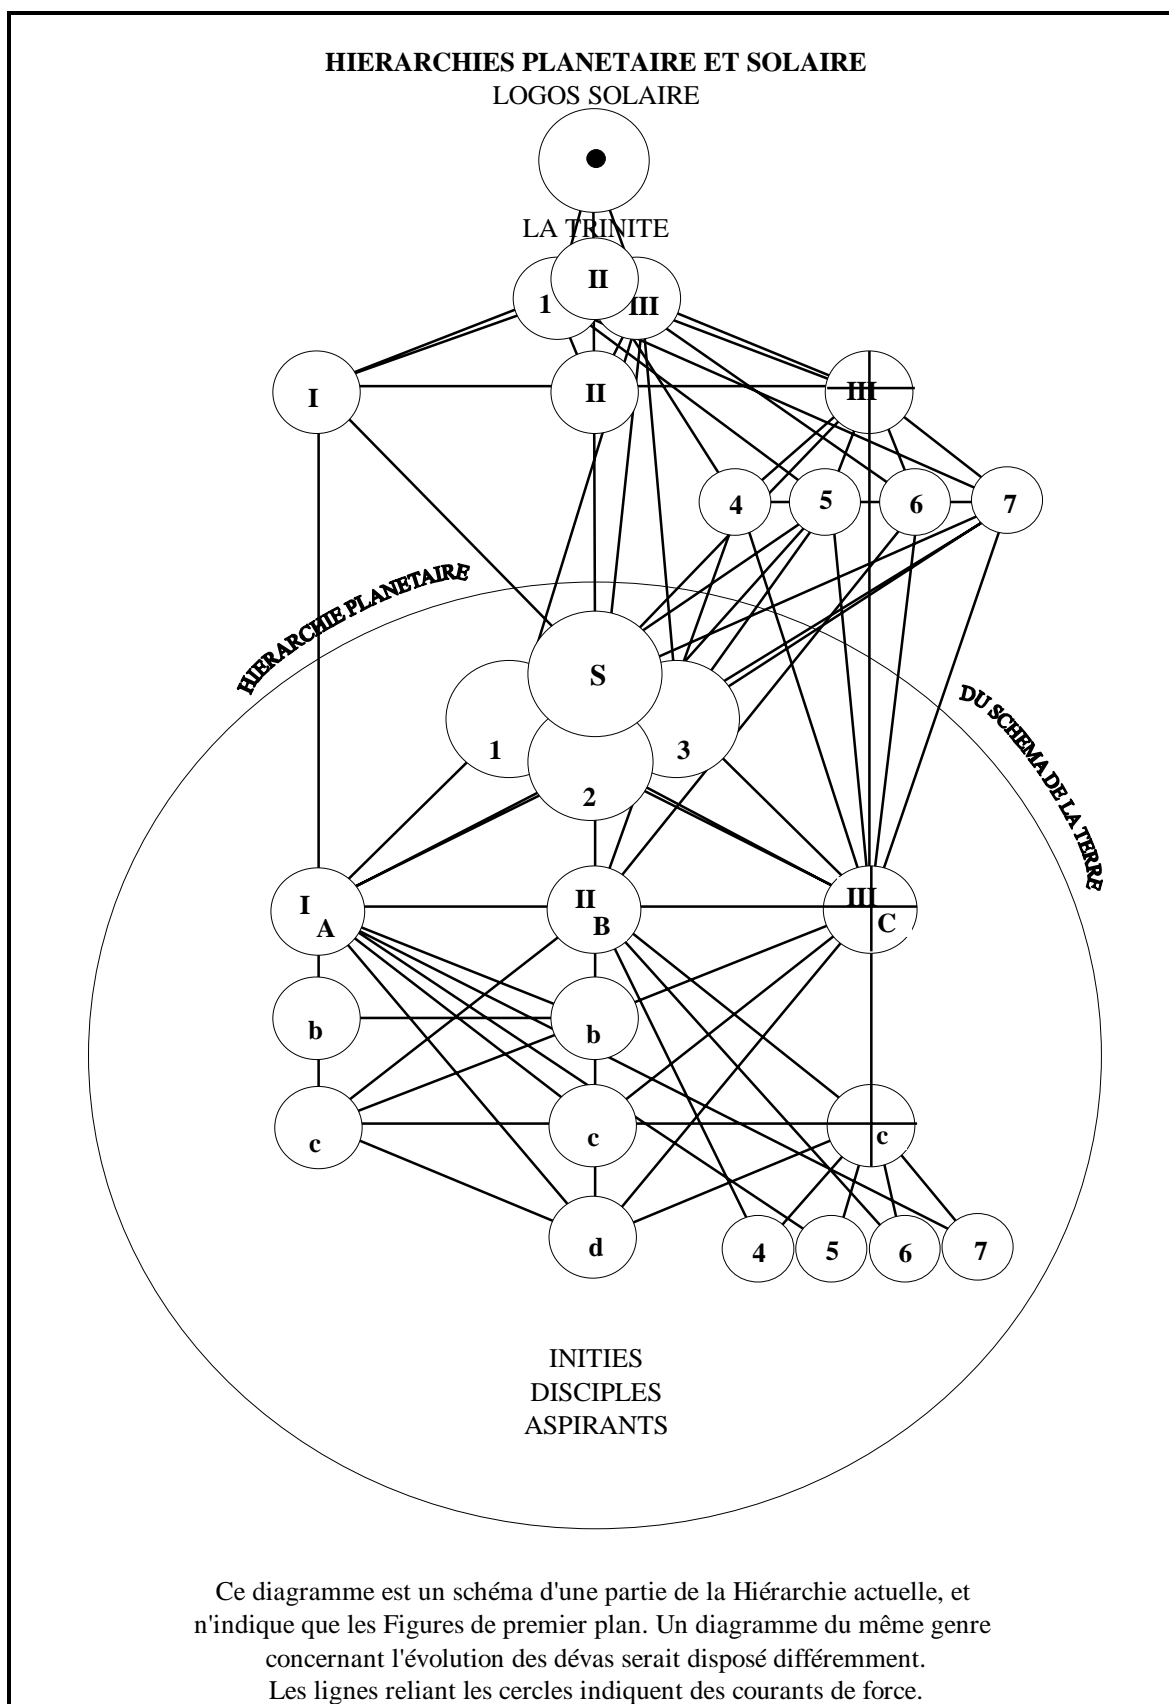 HIERARCHIES PLANETAIRE ET SOLAIRE
LOGOS SOLAIRE
LA TRINITE
II
1 III
I II III
4 5 6 7
HIERARCHIE PLANETAIRE
DU SCHEMA DE LA TERRE
S
1 3
2
I A II B III C
b b
c c c
d 4 5 6 7
INITIES
DISCIPLES
ASPIRANTS
Ce diagramme est un schéma d'une partie de la Hiérarchie actuelle, et
n'indique que les Figures de premier plan. Un diagramme du même genre
concernant l'évolution des dévas serait disposé différemment.
Les lignes reliant les cercles indiquent des courants de force.